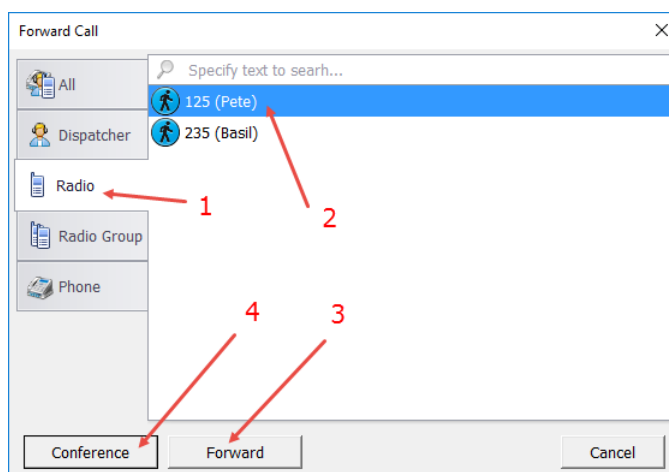 Forward Call
All
Dispatcher
Radio
Radio Group
Phone
Specify text to searh...
125 (Pete)
235 (Basil)
1
2
4
3
Conference
Forward
Cancel